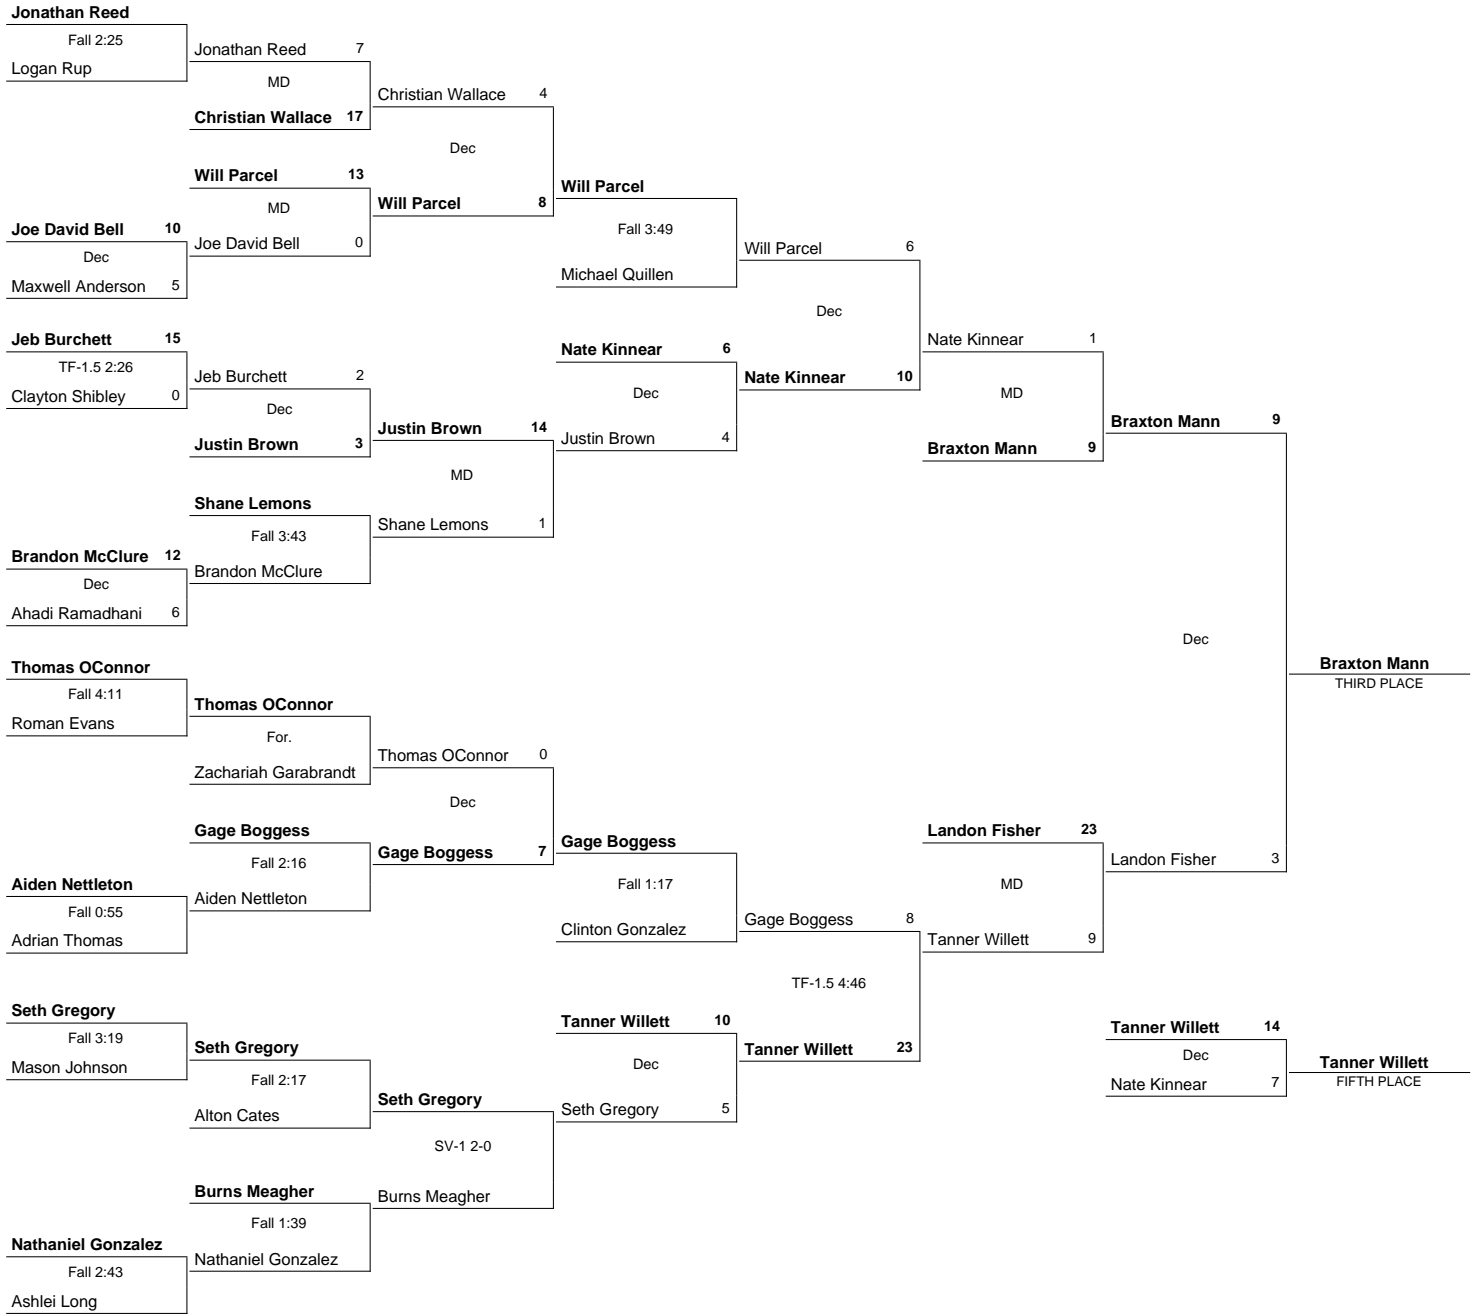 Jonathan Reed
Fall 2:25
Logan Rup
Jonathan Reed 7
MD
Christian Wallace 17
Christian Wallace 4
Dec
Will Parcel 13
MD
Joe David Bell 0
Will Parcel 8
Joe David Bell 10
Dec
Maxwell Anderson 5
Will Parcel
Fall 3:49
Michael Quillen
Will Parcel 6
Dec
Jeb Burchett 15
TF-1.5 2:26
Clayton Shibley 0
Jeb Burchett 2
Dec
Justin Brown 3
Justin Brown 14
MD
Shane Lemons 1
Nate Kinnear 6
Dec
Justin Brown 4
Nate Kinnear 10
Nate Kinnear 1
MD
Braxton Mann 9
Braxton Mann 9
Shane Lemons
Fall 3:43
Brandon McClure
Brandon McClure 12
Dec
Ahadi Ramadhani 6
Dec
Braxton Mann
THIRD PLACE
Thomas OConnor
Fall 4:11
Roman Evans
Thomas OConnor
For.
Zachariah Garabrandt
Thomas OConnor 0
Dec
Gage Boggess 7
Gage Boggess
Fall 2:16
Aiden Nettleton
Aiden Nettleton
Fall 0:55
Adrian Thomas
Gage Boggess
Fall 1:17
Clinton Gonzalez
Gage Boggess 8
TF-1.5 4:46
Tanner Willett 23
Landon Fisher 23
MD
Tanner Willett 9
Landon Fisher 3
Seth Gregory
Fall 3:19
Mason Johnson
Seth Gregory
Fall 2:17
Alton Cates
Seth Gregory
SV-1 2-0
Burns Meagher
Tanner Willett 10
Dec
Seth Gregory 5
Tanner Willett 14
Dec
Nate Kinnear 7
Tanner Willett
FIFTH PLACE
Burns Meagher
Fall 1:39
Nathaniel Gonzalez
Nathaniel Gonzalez
Fall 2:43
Ashlei Long